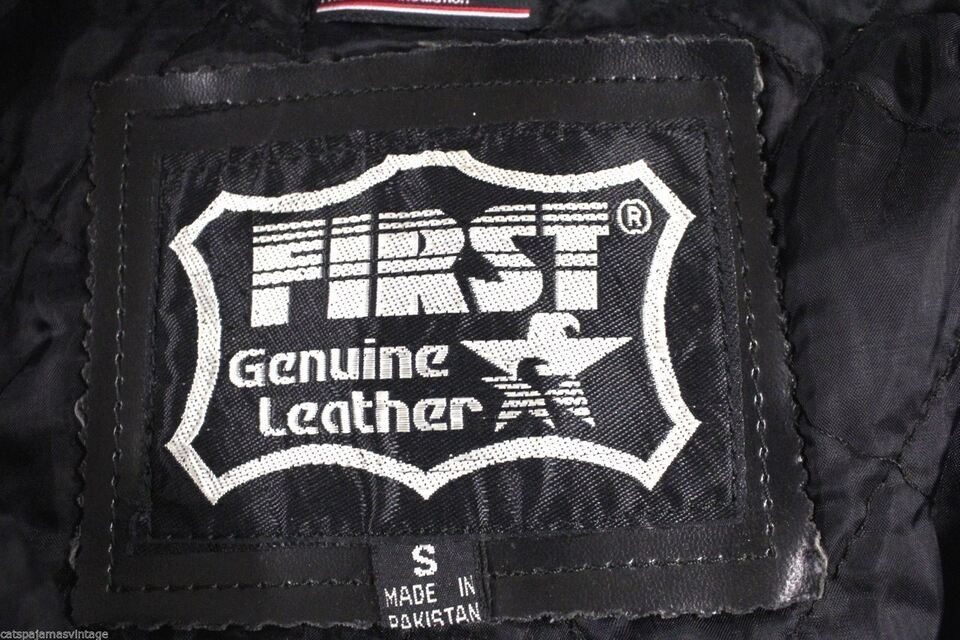 FIRST®
Genuine
Leather
S
MADE IN
PAKISTAN
catspajamasvintage